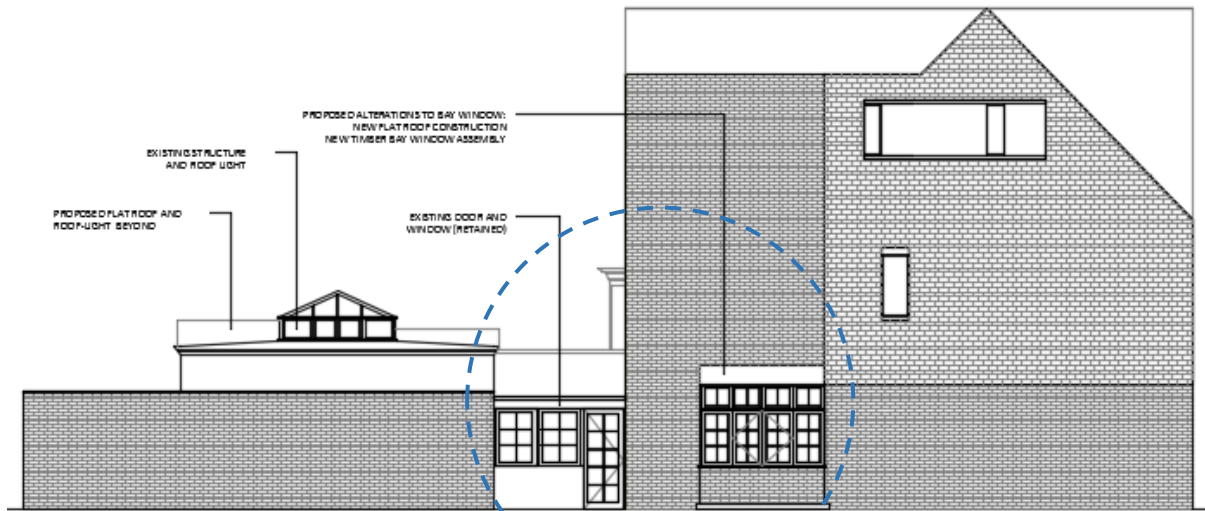 PROPOSED ALTERATIONS TO BAY WINDOW:
NEW FLAT ROOF CONSTRUCTION
NEW TIMBER BAY WINDOW ASSEMBLY
EXISTING STRUCTURE
AND ROOF LIGHT
PROPOSED FLAT ROOF AND
ROOF-LIGHT BEYOND
EXISTING DOOR AND
WINDOW (RETAINED)